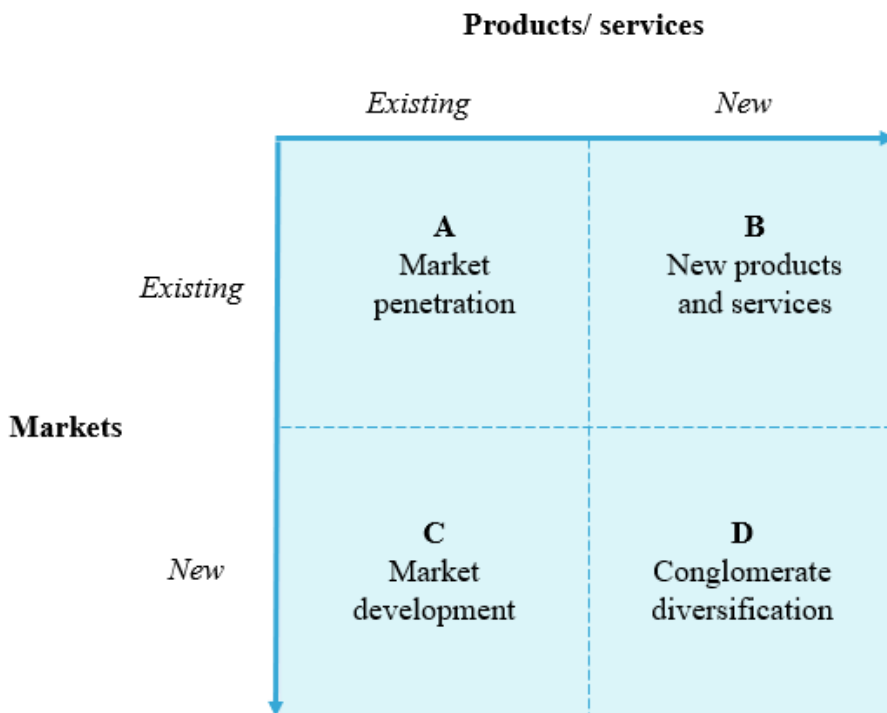 Products/ services
Existing
New
A
Market
penetration
B
New products
and services
Existing
Markets
C
Market
development
D
Conglomerate
diversification
New